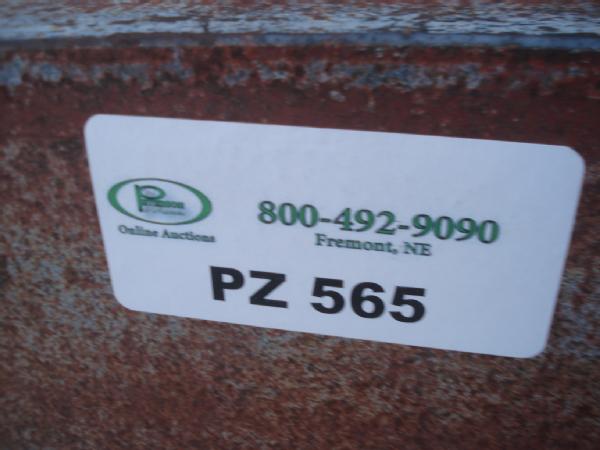 Online Auctions
800-492-9090
Fremont, NE
PZ 565